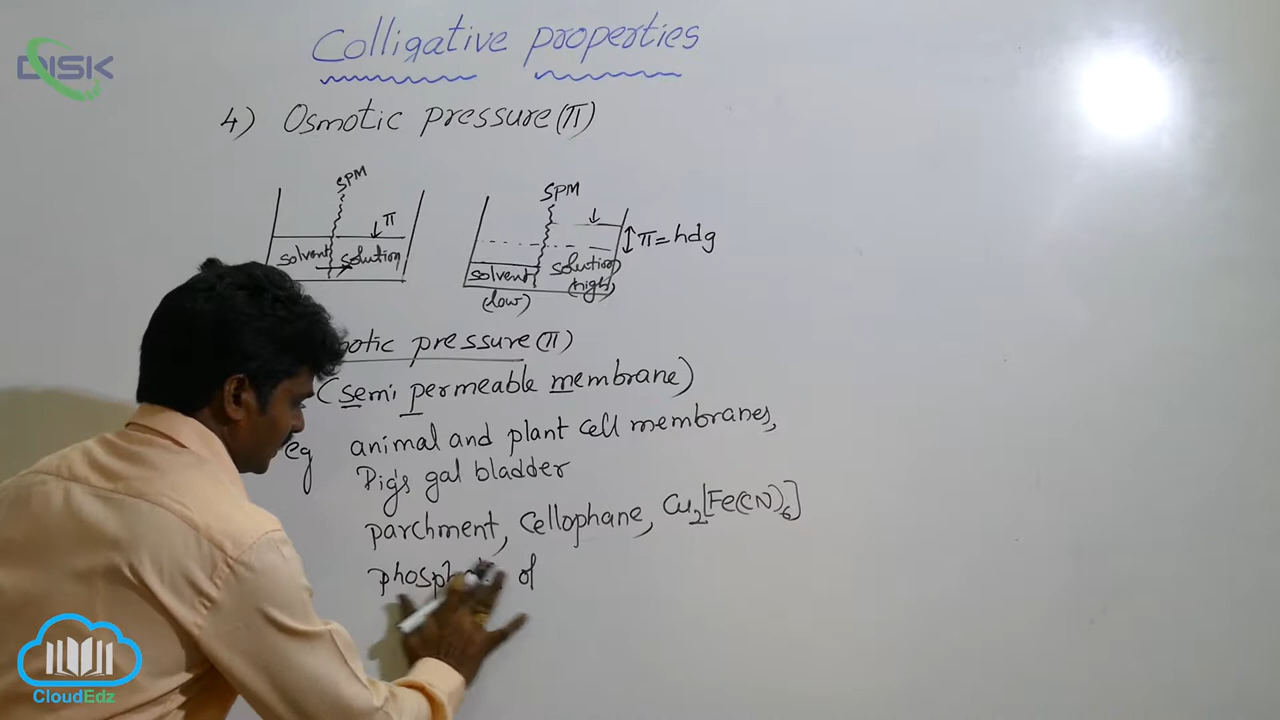 DISK
Colligative properties
4) Osmotic pressure (π)
SPM
π
solvent solution
SPM
π = hdg
solvent solution
(low) (high)
pressure (π)
(semi permeable membrane)
eg animal and plant cell membranes,
Pig's gal bladder
parchment, Cellophane, Cu2[Fe(CN)6]
of
CloudEdz